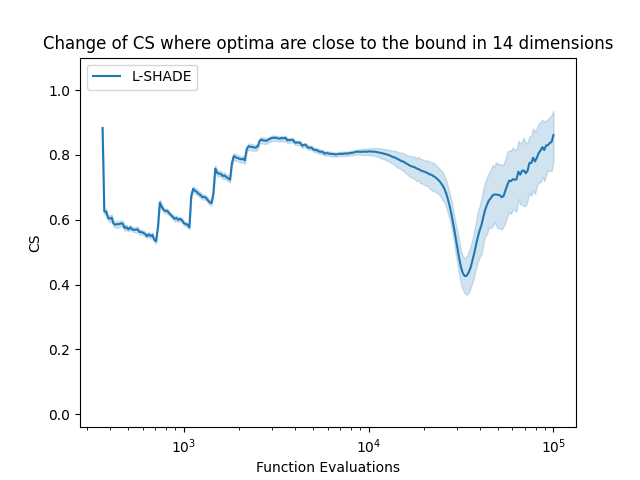 Change of CS where optima are close to the bound in 14 dimensions
L-SHADE
1.0
0.8
0.6
0.4
0.2
0.0
CS
10³ 10⁴ 10⁵
Function Evaluations